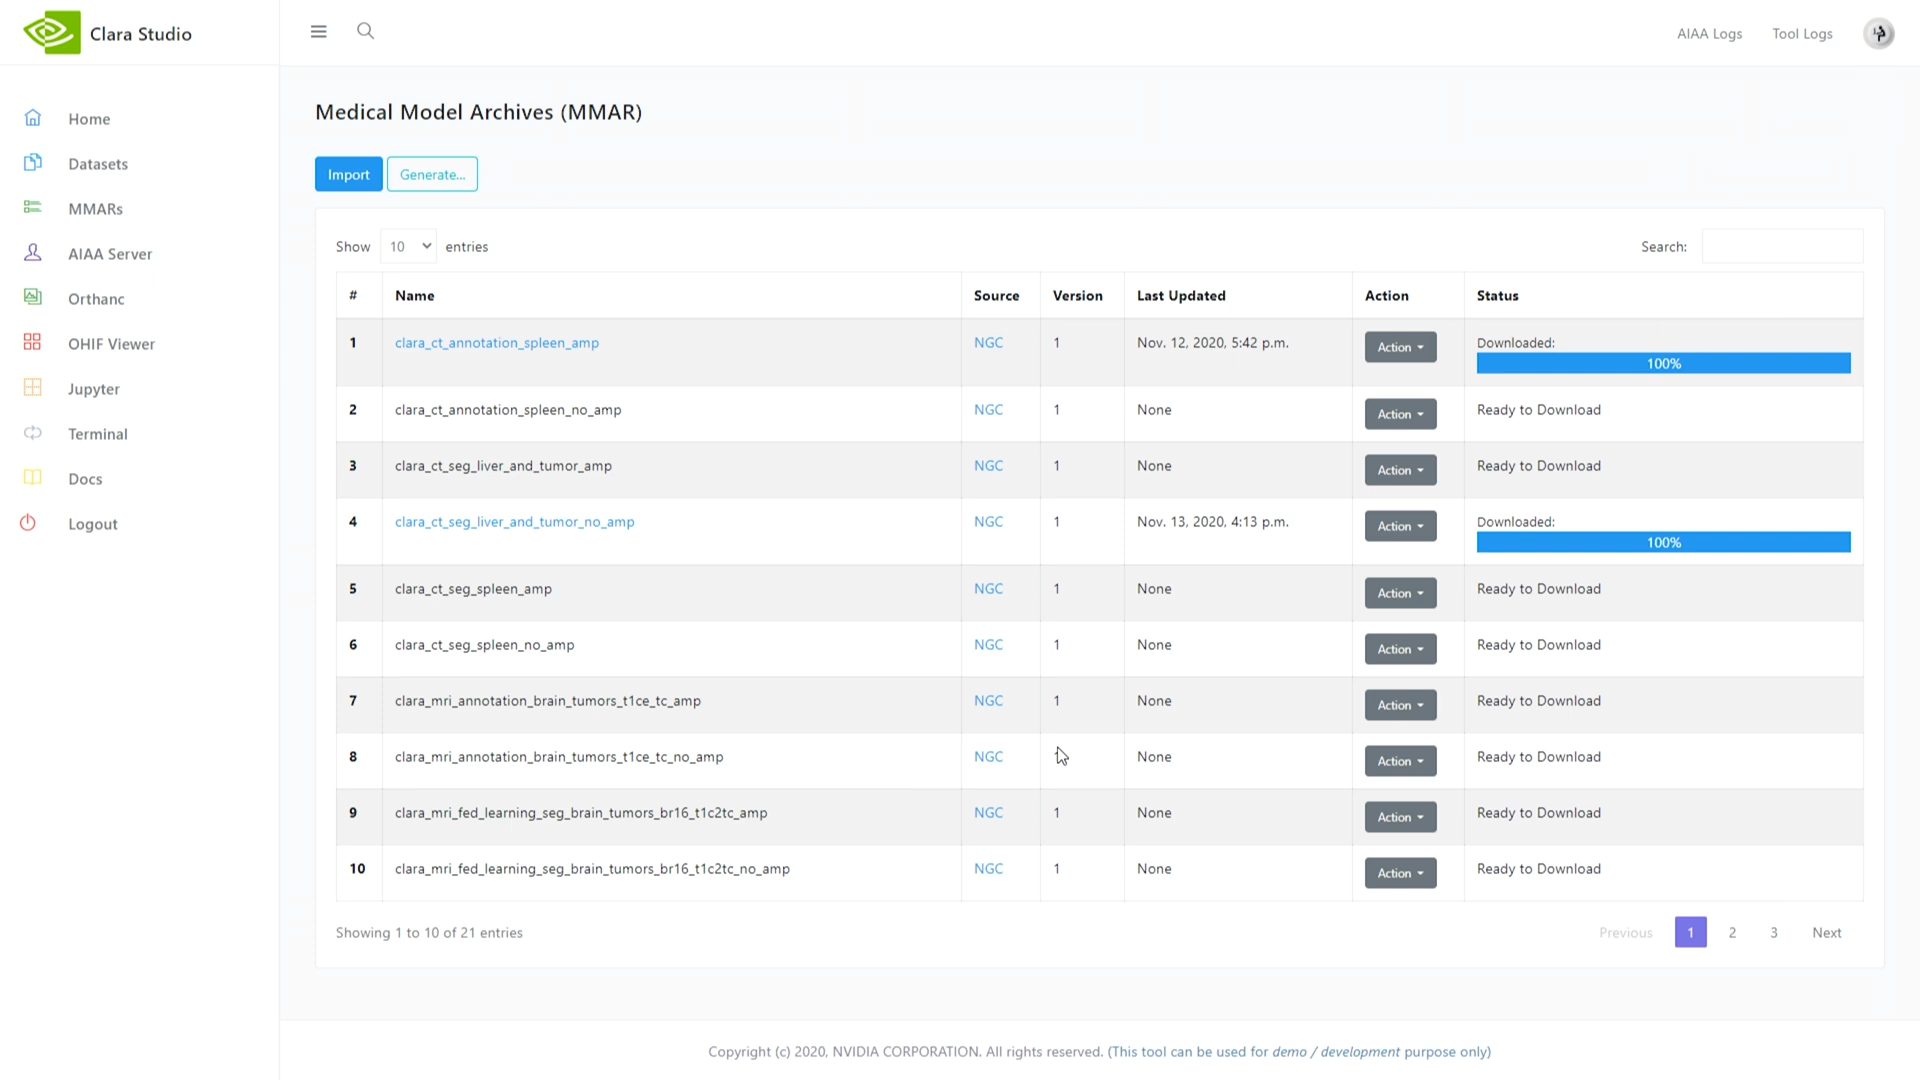 Clara Studio
AIAA Logs
Tool Logs
Home
Datasets
MMARs
AIAA Server
Orthanc
OHIF Viewer
Jupyter
Terminal
Docs
Logout
Medical Model Archives (MMAR)
Import Generate...
Show 10 entries Search:
# Name Source Version Last Updated Action Status
1 clara_ct_annotation_spleen_amp NGC 1 Nov. 12, 2020, 5:42 p.m. Action Downloaded:
100%
2 clara_ct_annotation_spleen_no_amp NGC 1 None Action Ready to Download
3 clara_ct_seg_liver_and_tumor_amp NGC 1 None Action Ready to Download
4 clara_ct_seg_liver_and_tumor_no_amp NGC 1 Nov. 13, 2020, 4:13 p.m. Action Downloaded:
100%
5 clara_ct_seg_spleen_amp NGC 1 None Action Ready to Download
6 clara_ct_seg_spleen_no_amp NGC 1 None Action Ready to Download
7 clara_mri_annotation_brain_tumors_t1ce_tc_amp NGC 1 None Action Ready to Download
8 clara_mri_annotation_brain_tumors_t1ce_tc_no_amp NGC None Action Ready to Download
9 clara_mri_fed_learning_seg_brain_tumors_br16_t1c2tc_amp NGC 1 None Action Ready to Download
10 clara_mri_fed_learning_seg_brain_tumors_br16_t1c2tc_no_amp NGC 1 None Action Ready to Download
Showing 1 to 10 of 21 entries Previous 1 2 3 Next
Copyright (c) 2020, NVIDIA CORPORATION. All rights reserved. (This tool can be used for demo / development purpose only)